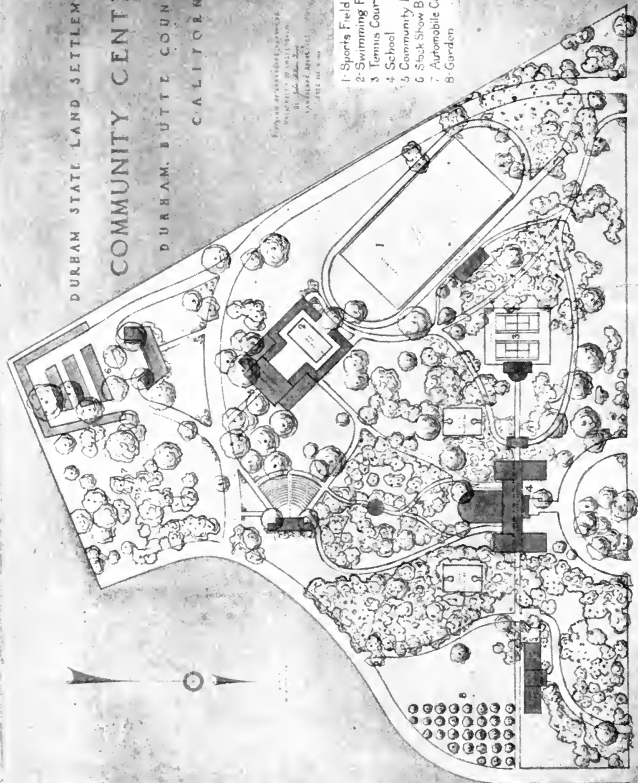 DURHAM STATE LAND SETTLEM
COMMUNITY CENT
DURHAM, BUTTE COUN
CALIFORN
1- Sports Field
2- Swimming P
3 Tennis Cour
4 School
5 Community
6 Stock Show B
7 Automobile Ca
8- Garden